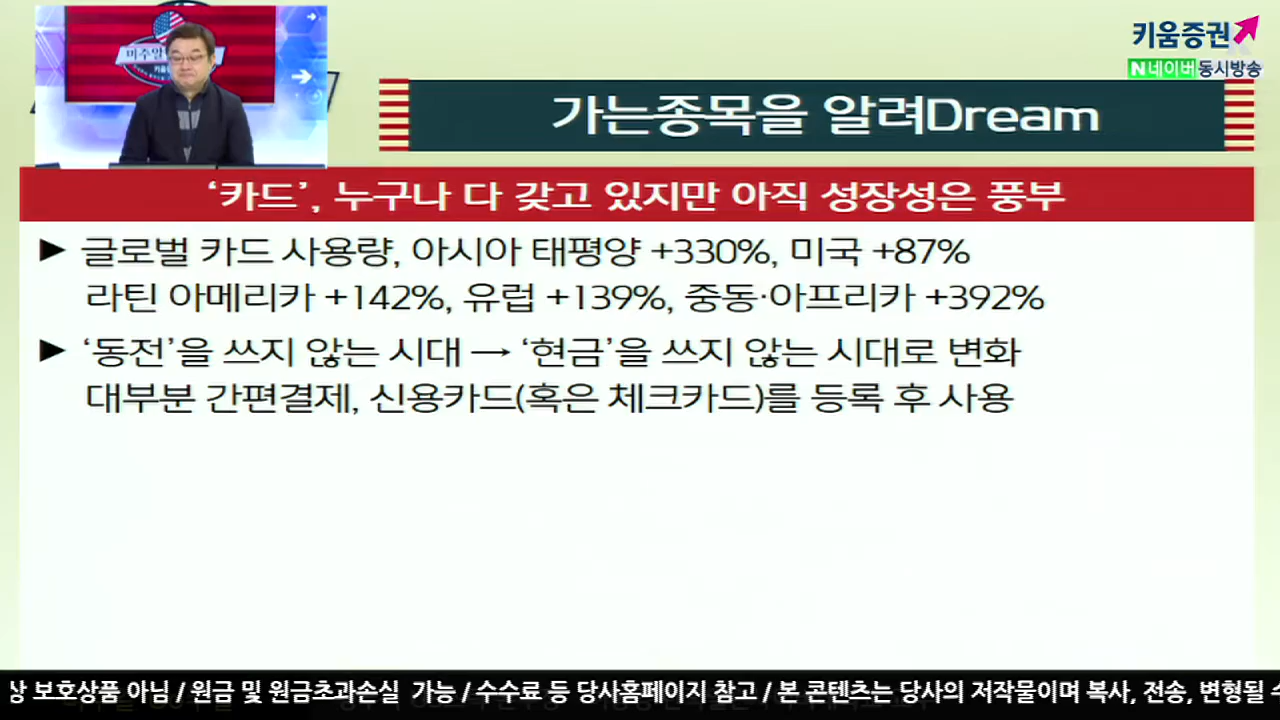 키움증권
N 네이버 동시방송
가는종목을 알려Dream
‘카드’, 누구나 다 갖고 있지만 아직 성장성은 풍부
▶ 글로벌 카드 사용량, 아시아 태평양 +330%, 미국 +87%
라틴 아메리카 +142%, 유럽 +139%, 중동·아프리카 +392%
▶ ‘동전’을 쓰지 않는 시대 → ‘현금’을 쓰지 않는 시대로 변화
대부분 간편결제, 신용카드(혹은 체크카드)를 등록 후 사용
상 보호상품 아님 / 원금 및 원금초과손실 가능 / 수수료 등 당사홈페이지 참고 / 본 콘텐츠는 당사의 저작물이며 복사, 전송, 변형될 수